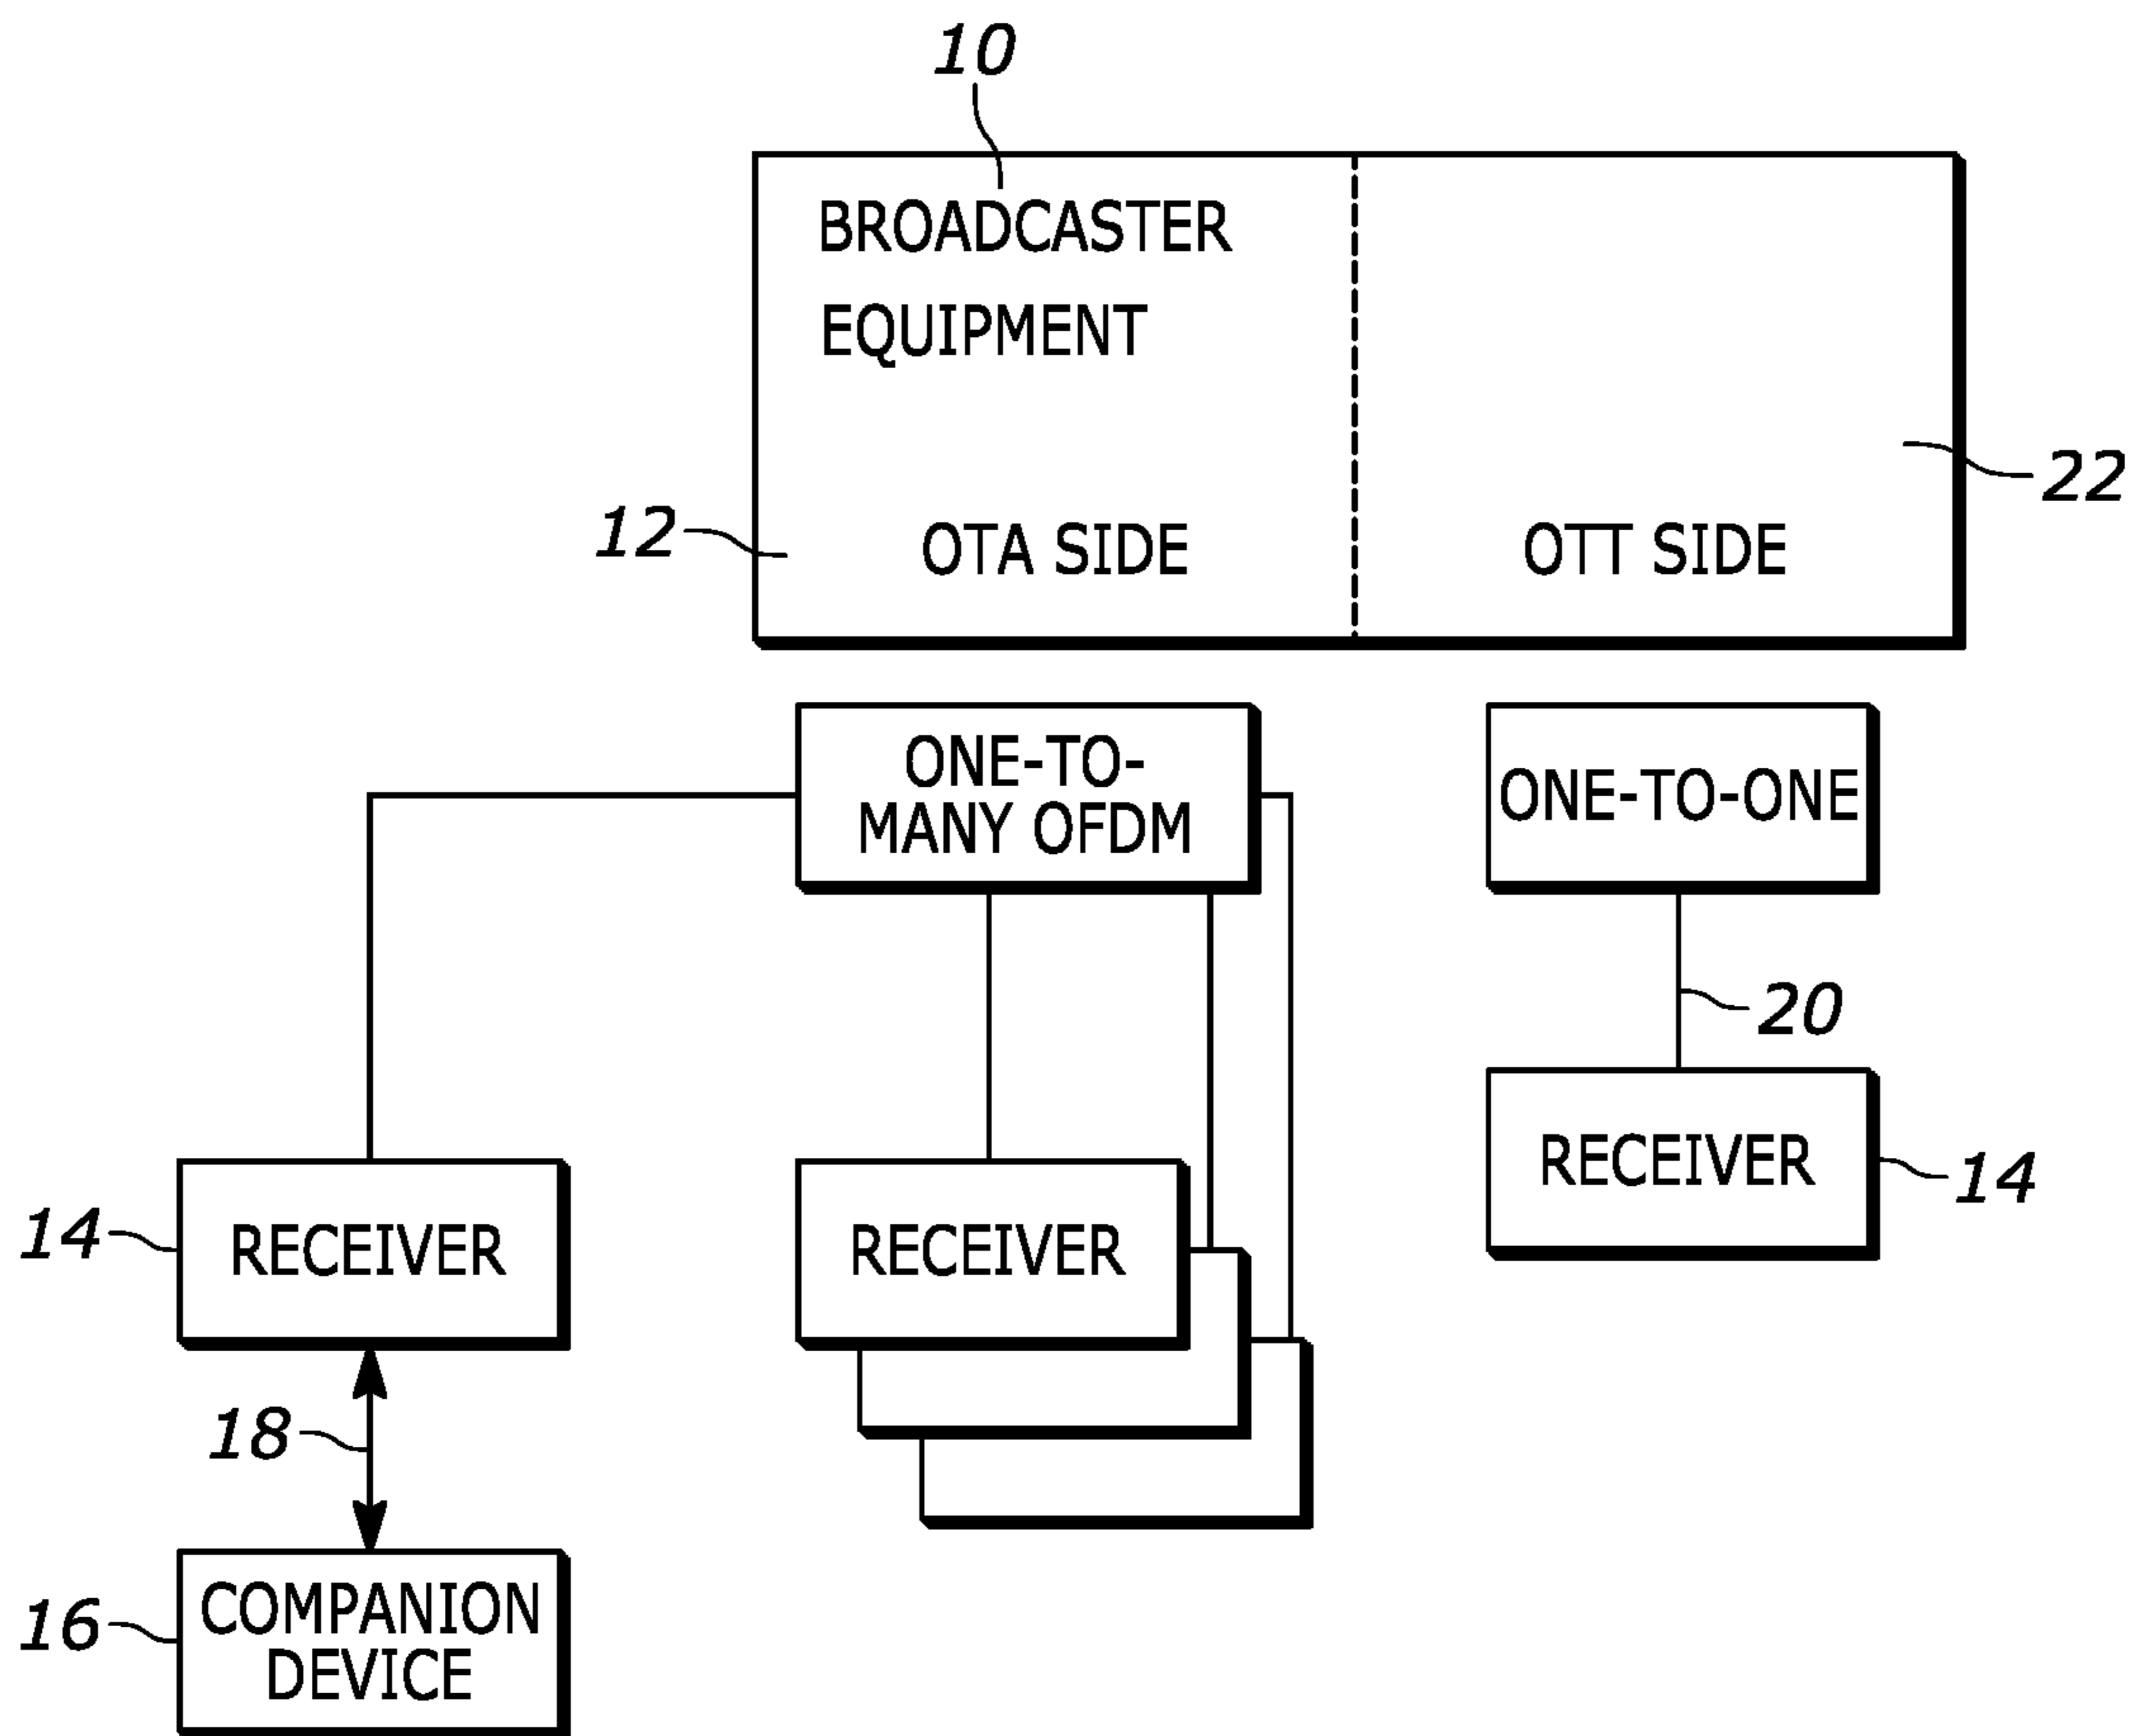 10
BROADCASTER
EQUIPMENT
22
12
OTA SIDE
OTT SIDE
ONE-TO-
MANY OFDM
ONE-TO-ONE
20
RECEIVER
14
14
RECEIVER
RECEIVER
18
16
COMPANION
DEVICE